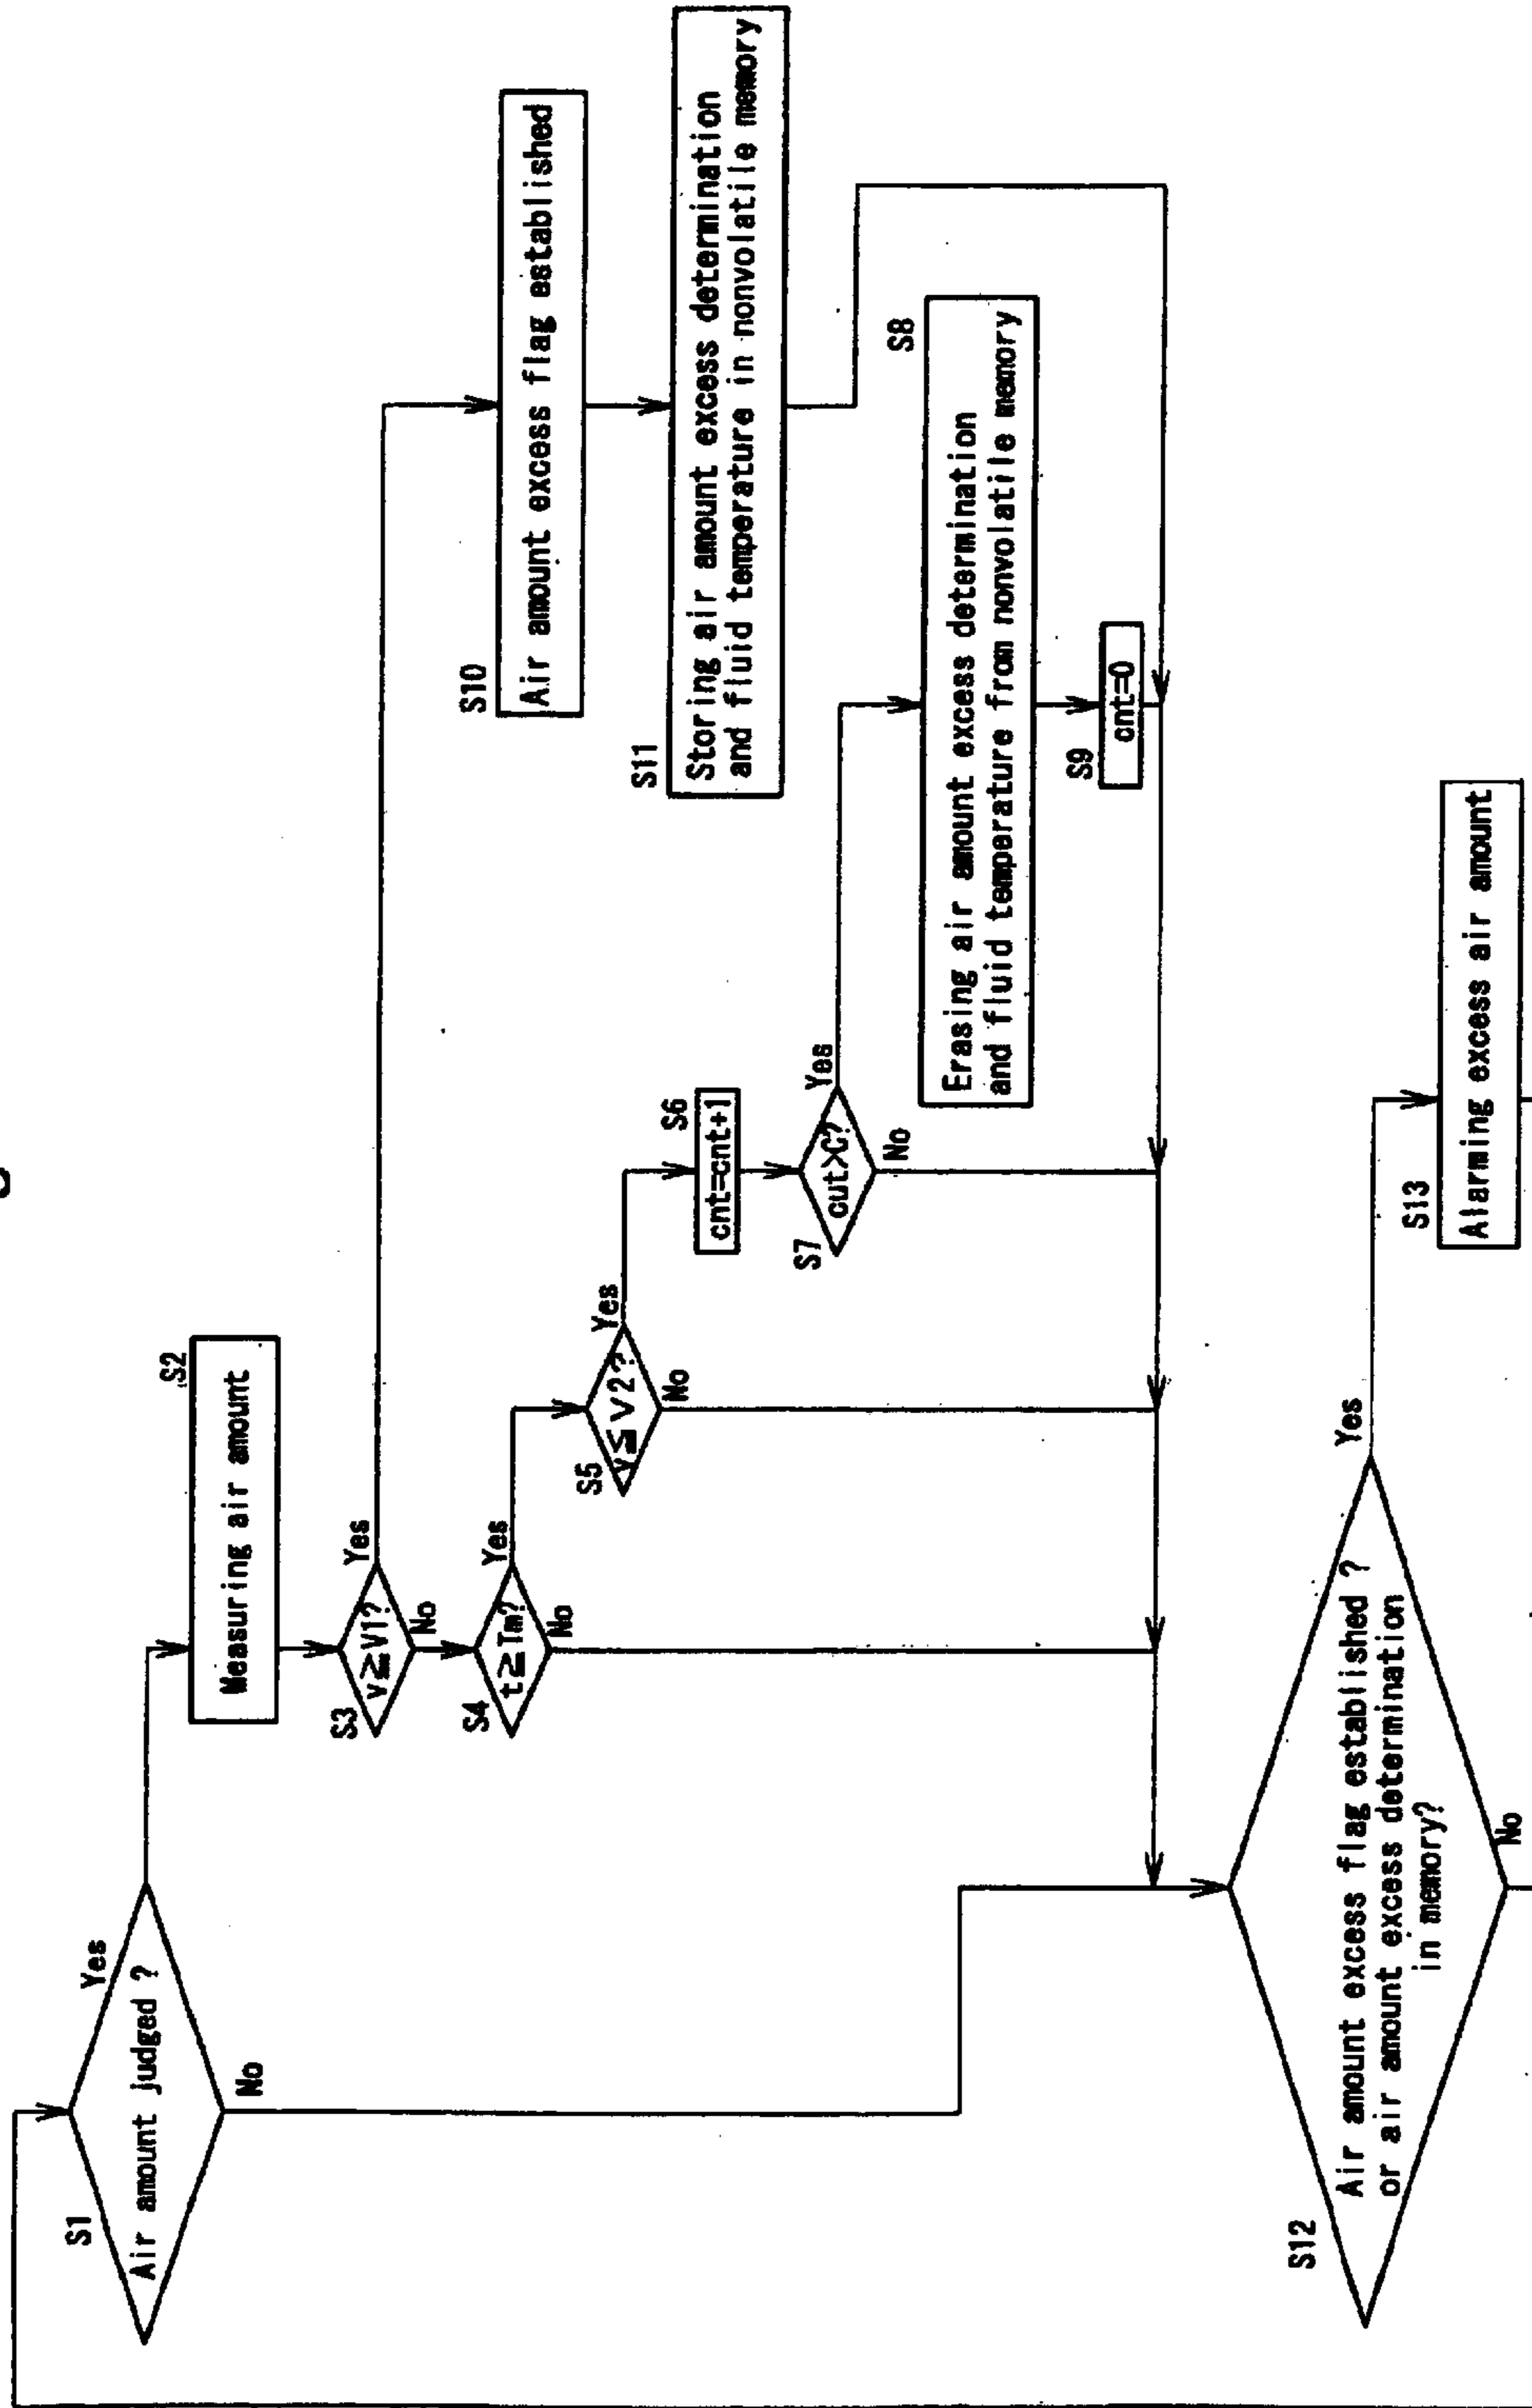 S1
Air amount judged ?
Yes
No
S2
Measuring air amount
S3
V≧V1?
Yes
No
S4
t≧Tm?
Yes
No
S5
V≦V2?
Yes
No
S6
cnt=cnt+1
S7
cut>C?
Yes
No
S8
Erasing air amount excess determination
and fluid temperature from nonvolatile memory
S9
cnt=0
S10
Air amount excess flag established
S11
Storing air amount excess determination
and fluid temperature in nonvolatile memory
S12
Air amount excess flag established ?
or air amount excess determination
in memory?
Yes
No
S13
Alarming excess air amount